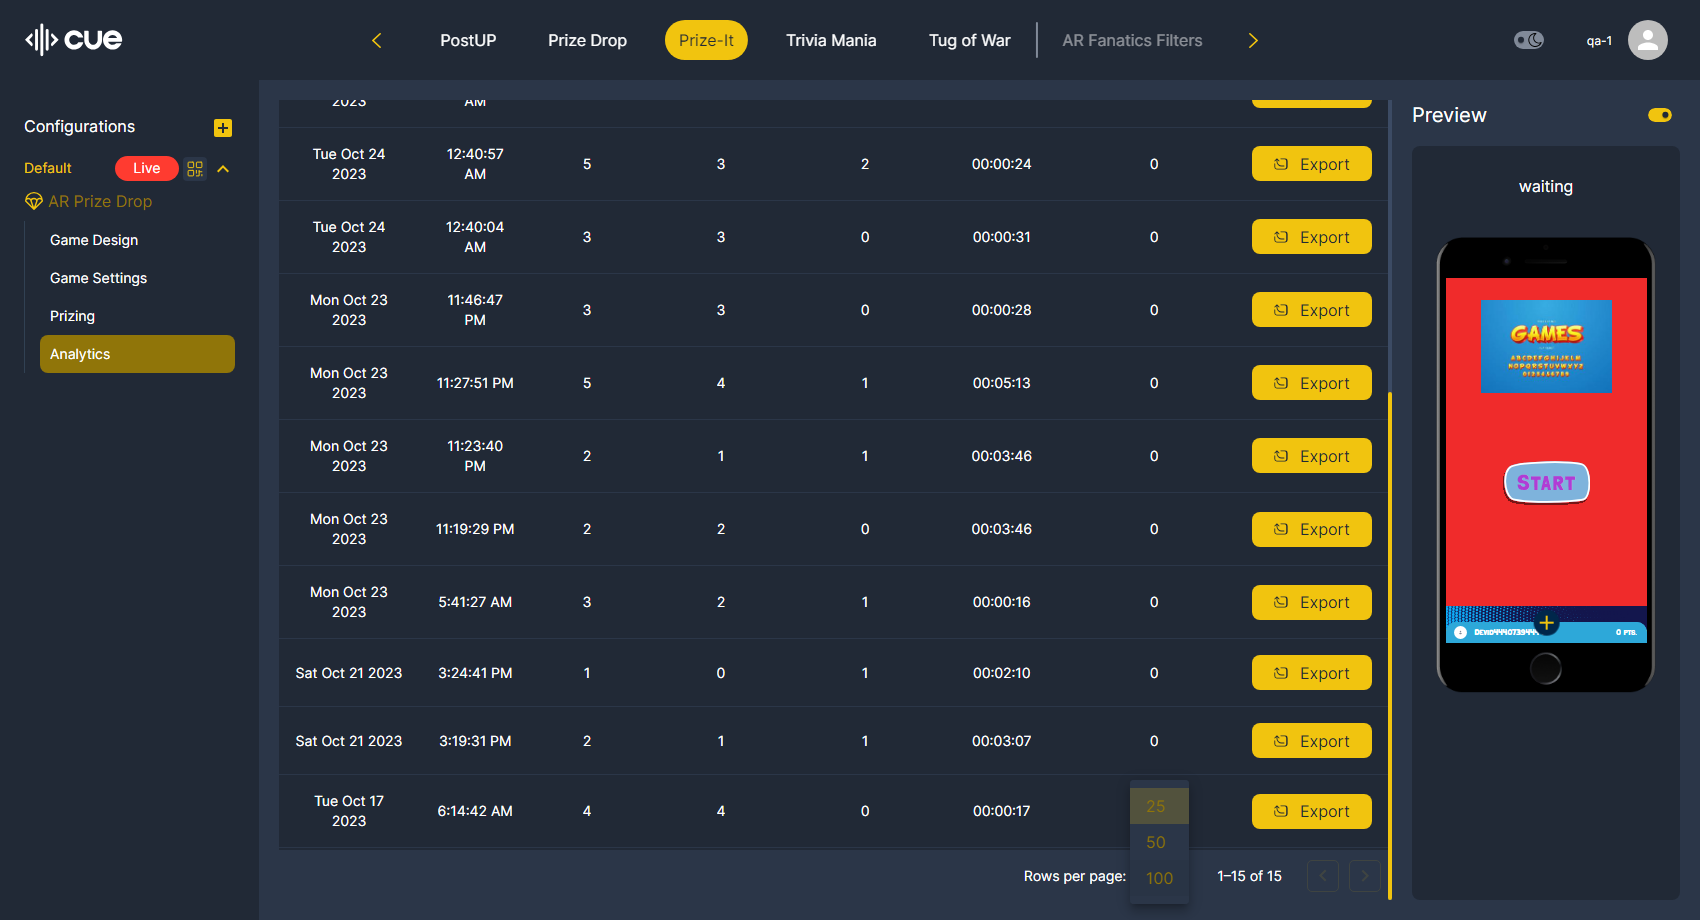 cue
PostUP
Prize Drop
Prize-It
Trivia Mania
Tug of War
AR Fanatics Filters
qa-1
Configurations
Default
Live
AR Prize Drop
Game Design
Game Settings
Prizing
Analytics
2023 AM
Tue Oct 24 12:40:57
2023 AM 5 3 2 00:00:24 0 Export
Tue Oct 24 12:40:04
2023 AM 3 3 0 00:00:31 0 Export
Mon Oct 23 11:46:47
2023 PM 3 3 0 00:00:28 0 Export
Mon Oct 23
2023 11:27:51 PM 5 4 1 00:05:13 0 Export
Mon Oct 23 11:23:40
2023 PM 2 1 1 00:03:46 0 Export
Mon Oct 23
2023 11:19:29 PM 2 2 0 00:03:46 0 Export
Mon Oct 23
2023 5:41:27 AM 3 2 1 00:00:16 0 Export
Sat Oct 21 2023 3:24:41 PM 1 0 1 00:02:10 0 Export
Sat Oct 21 2023 3:19:31 PM 2 1 1 00:03:07 0 Export
Tue Oct 17
2023 6:14:42 AM 4 4 0 00:00:17 Export
25
50
100
Rows per page:
1–15 of 15
Preview
waiting
GAMES
ABCDEFGHIJKLM
NOPQRSTUVWXYZ
START
0 PTS.